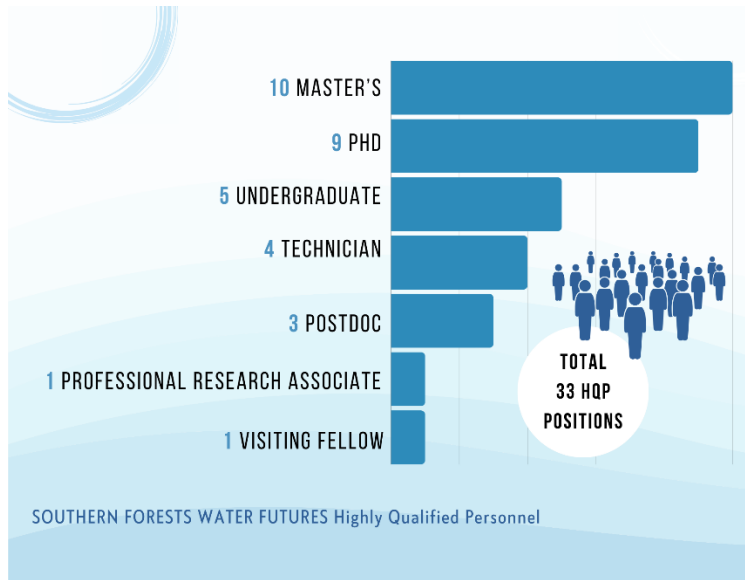 10 MASTER'S
9 PHD
5 UNDERGRADUATE
4 TECHNICIAN
3 POSTDOC
1 PROFESSIONAL RESEARCH ASSOCIATE
1 VISITING FELLOW
TOTAL
33 HQP
POSITIONS
SOUTHERN FORESTS WATER FUTURES Highly Qualified Personnel